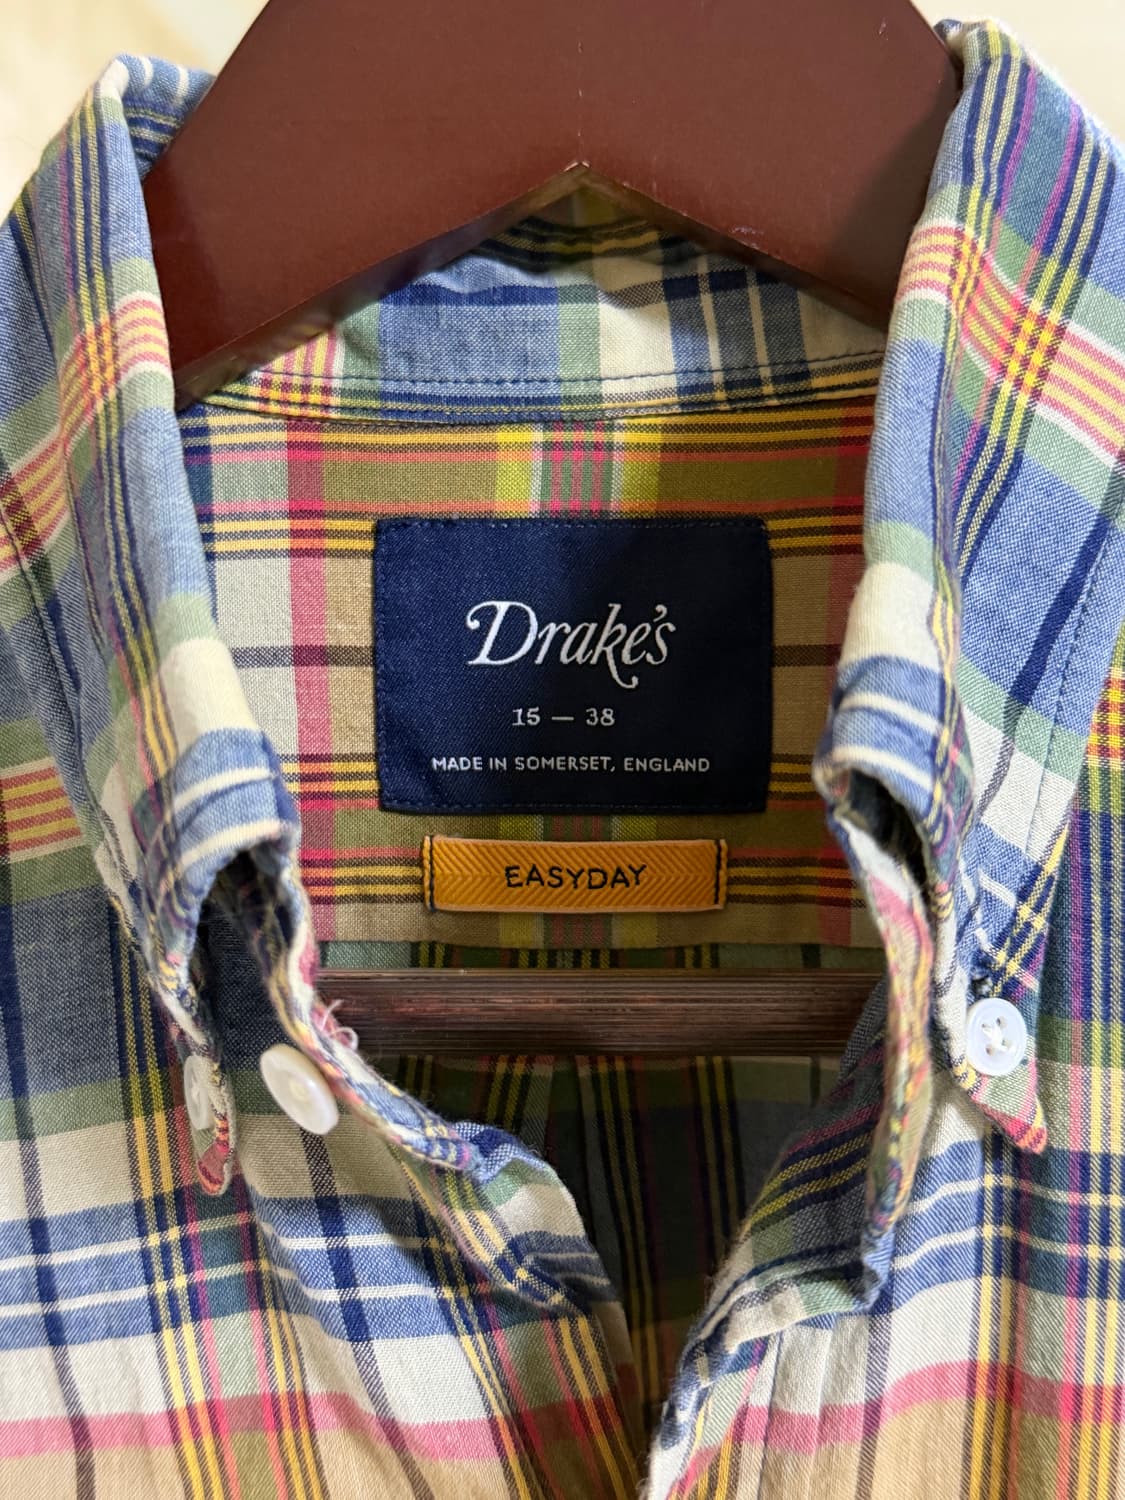 Drake's
15 — 38
MADE IN SOMERSET, ENGLAND
EASYDAY